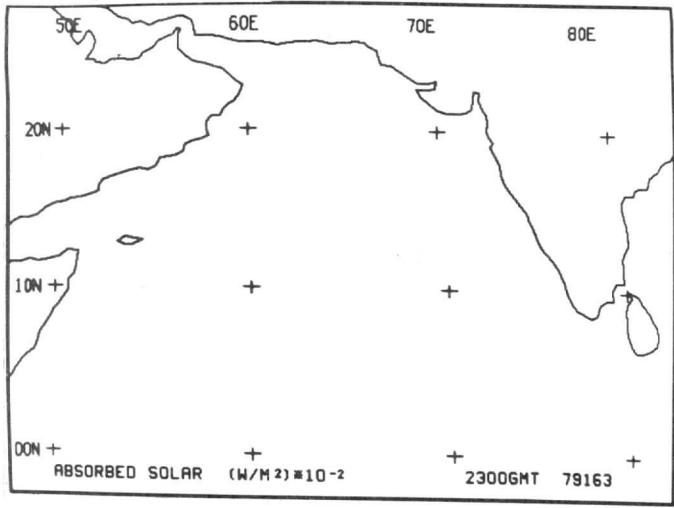 50E 60E 70E 80E
20N
10N
00N
ABSORBED SOLAR (W/M²)*10⁻² 2300GMT 79163